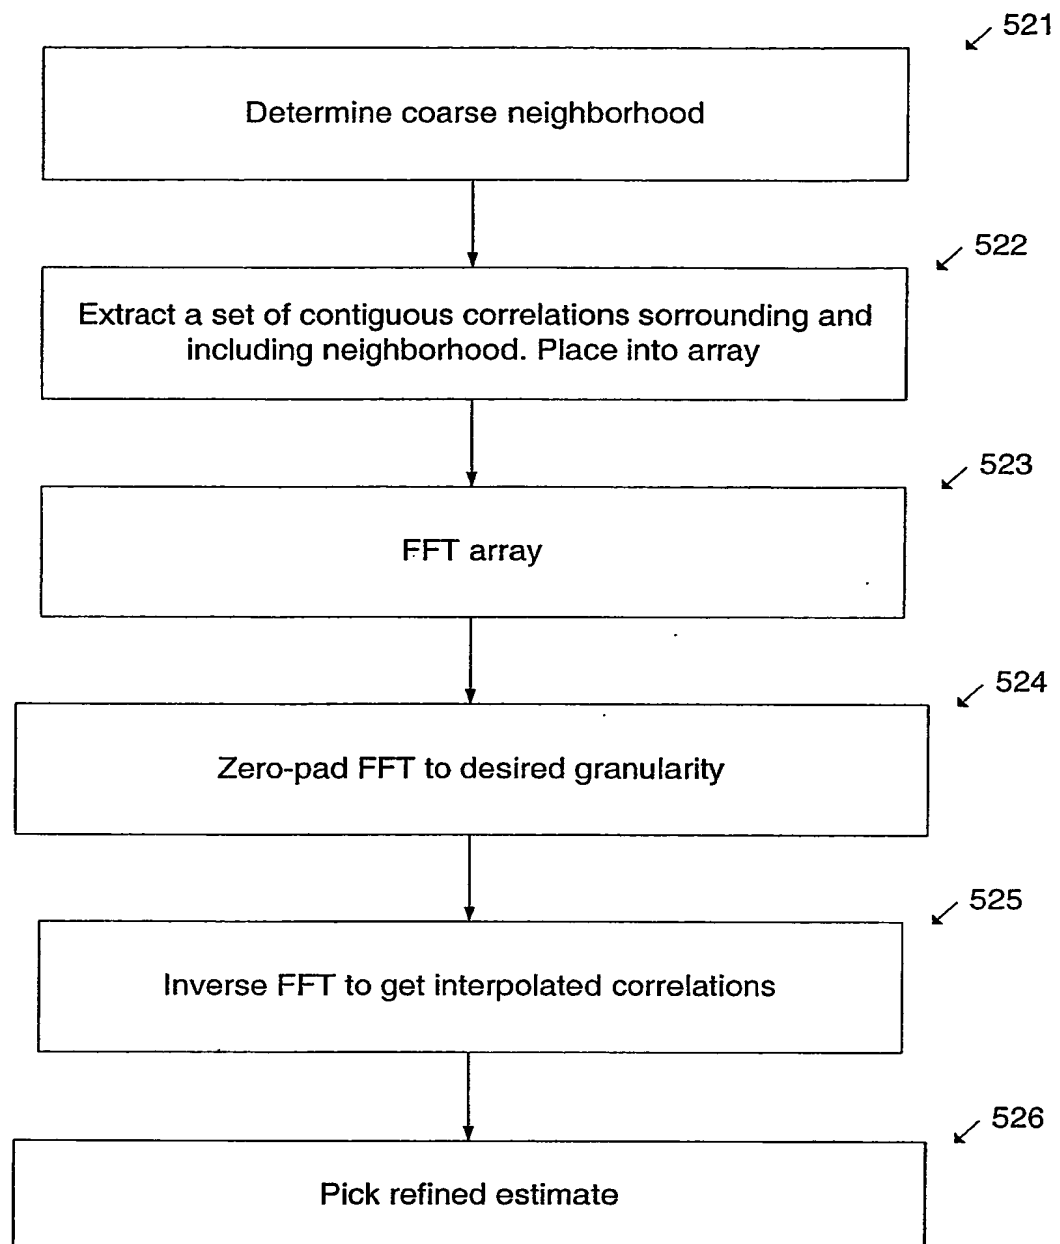 521
Determine coarse neighborhood
522
Extract a set of contiguous correlations sorrounding and
including neighborhood. Place into array
523
FFT array
524
Zero-pad FFT to desired granularity
525
Inverse FFT to get interpolated correlations
526
Pick refined estimate